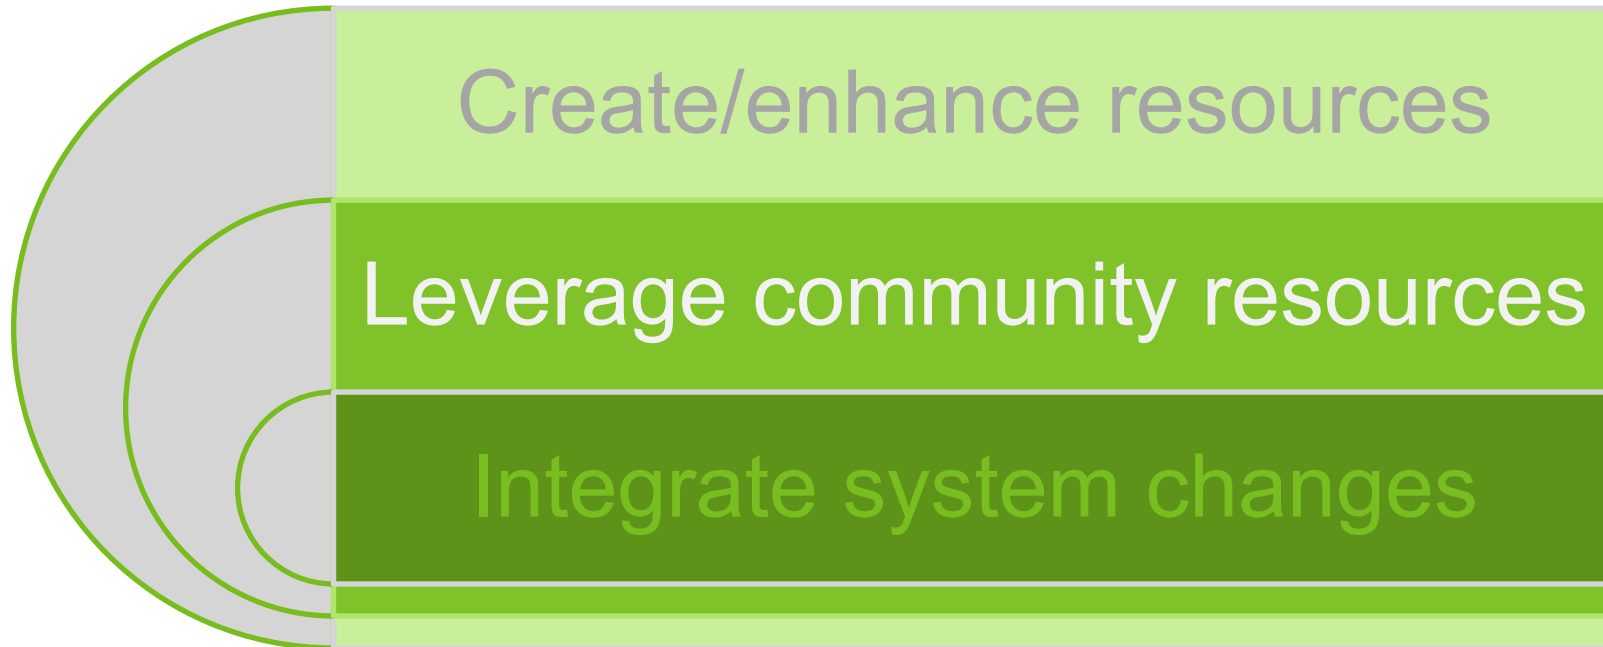 Create/enhance resources
Leverage community resources
Integrate system changes